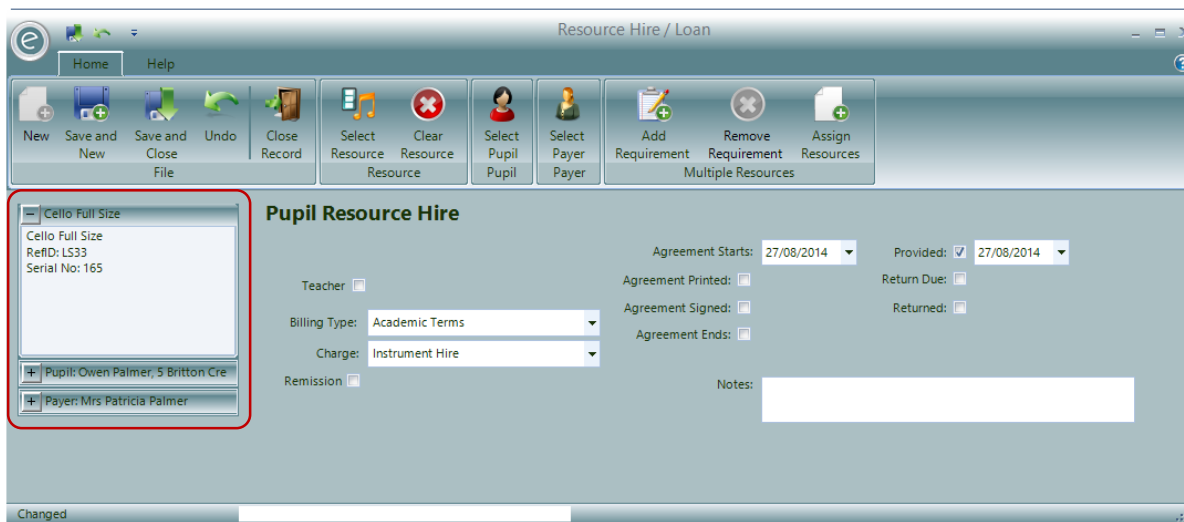 Resource Hire / Loan
Home Help
New Save and New Save and Close Undo Close Record Select Resource Clear Resource Select Pupil Select Payer Add Requirement Remove Requirement Assign Resources
File Resource Pupil Payer Multiple Resources
Cello Full Size
Cello Full Size
RefID: LS33
Serial No: 165
Pupil: Owen Palmer, 5 Britton Cre
Payer: Mrs Patricia Palmer
Pupil Resource Hire
Teacher
Billing Type: Academic Terms
Charge: Instrument Hire
Remission
Agreement Starts: 27/08/2014
Agreement Printed:
Agreement Signed:
Agreement Ends:
Provided: 27/08/2014
Return Due:
Returned:
Notes:
Changed